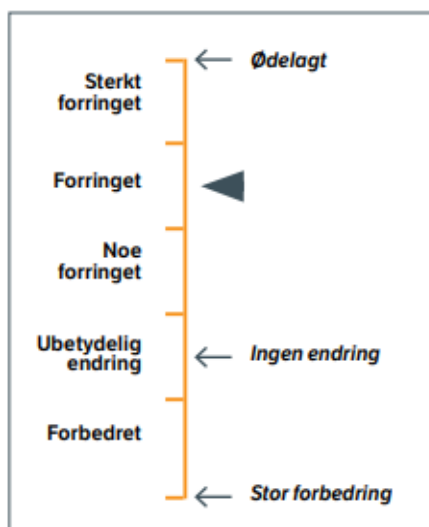 Ødelagt
Sterkt
forringet
Forringet
Noe
forringet
Ubetydelig
endring
Ingen endring
Forbedret
Stor forbedring